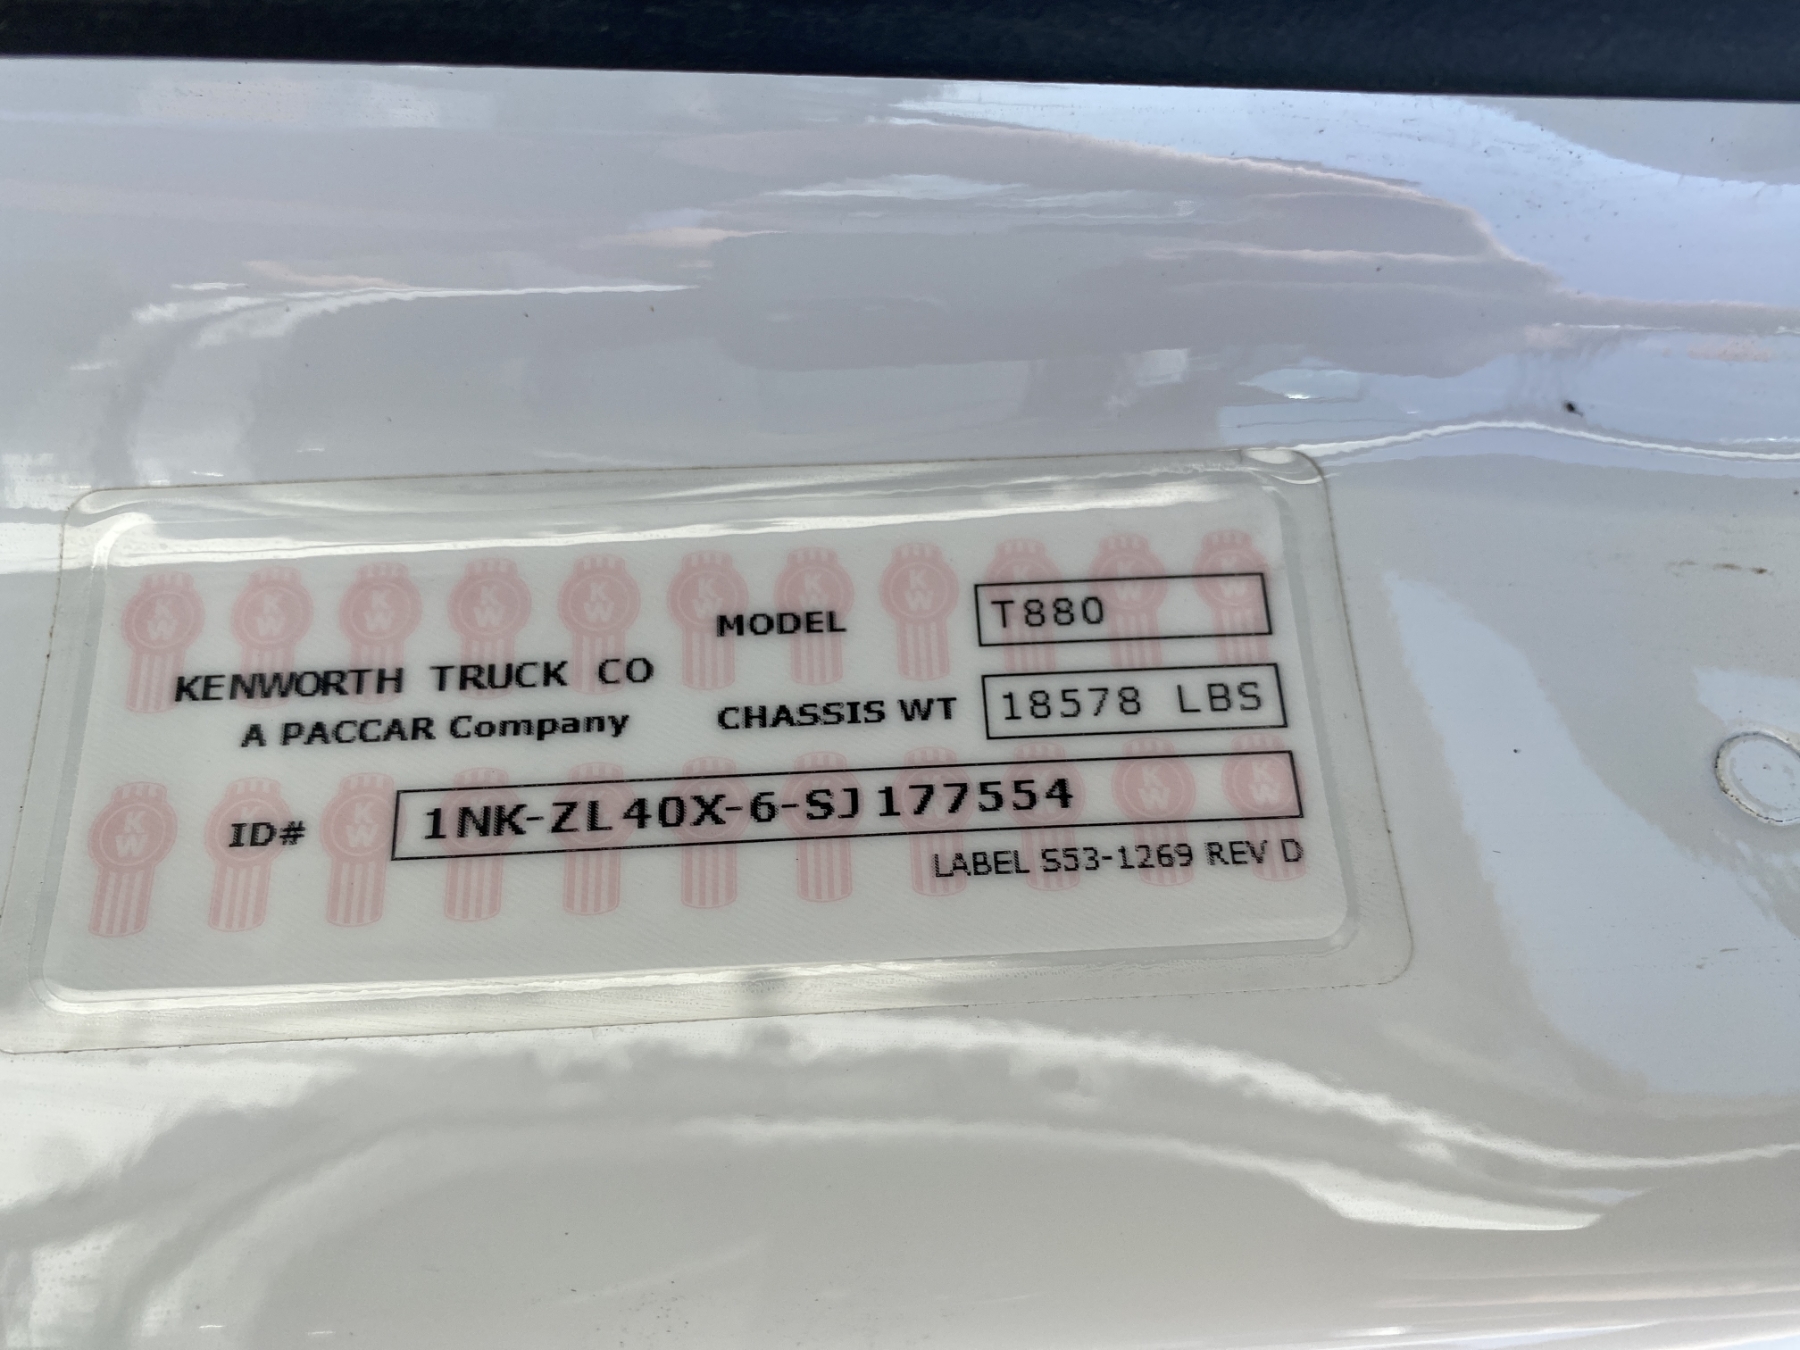 MODEL T880
KENWORTH TRUCK CO
A PACCAR Company
CHASSIS WT 18578 LBS
ID# 1NK-ZL40X-6-SJ177554
LABEL S53-1269 REV D